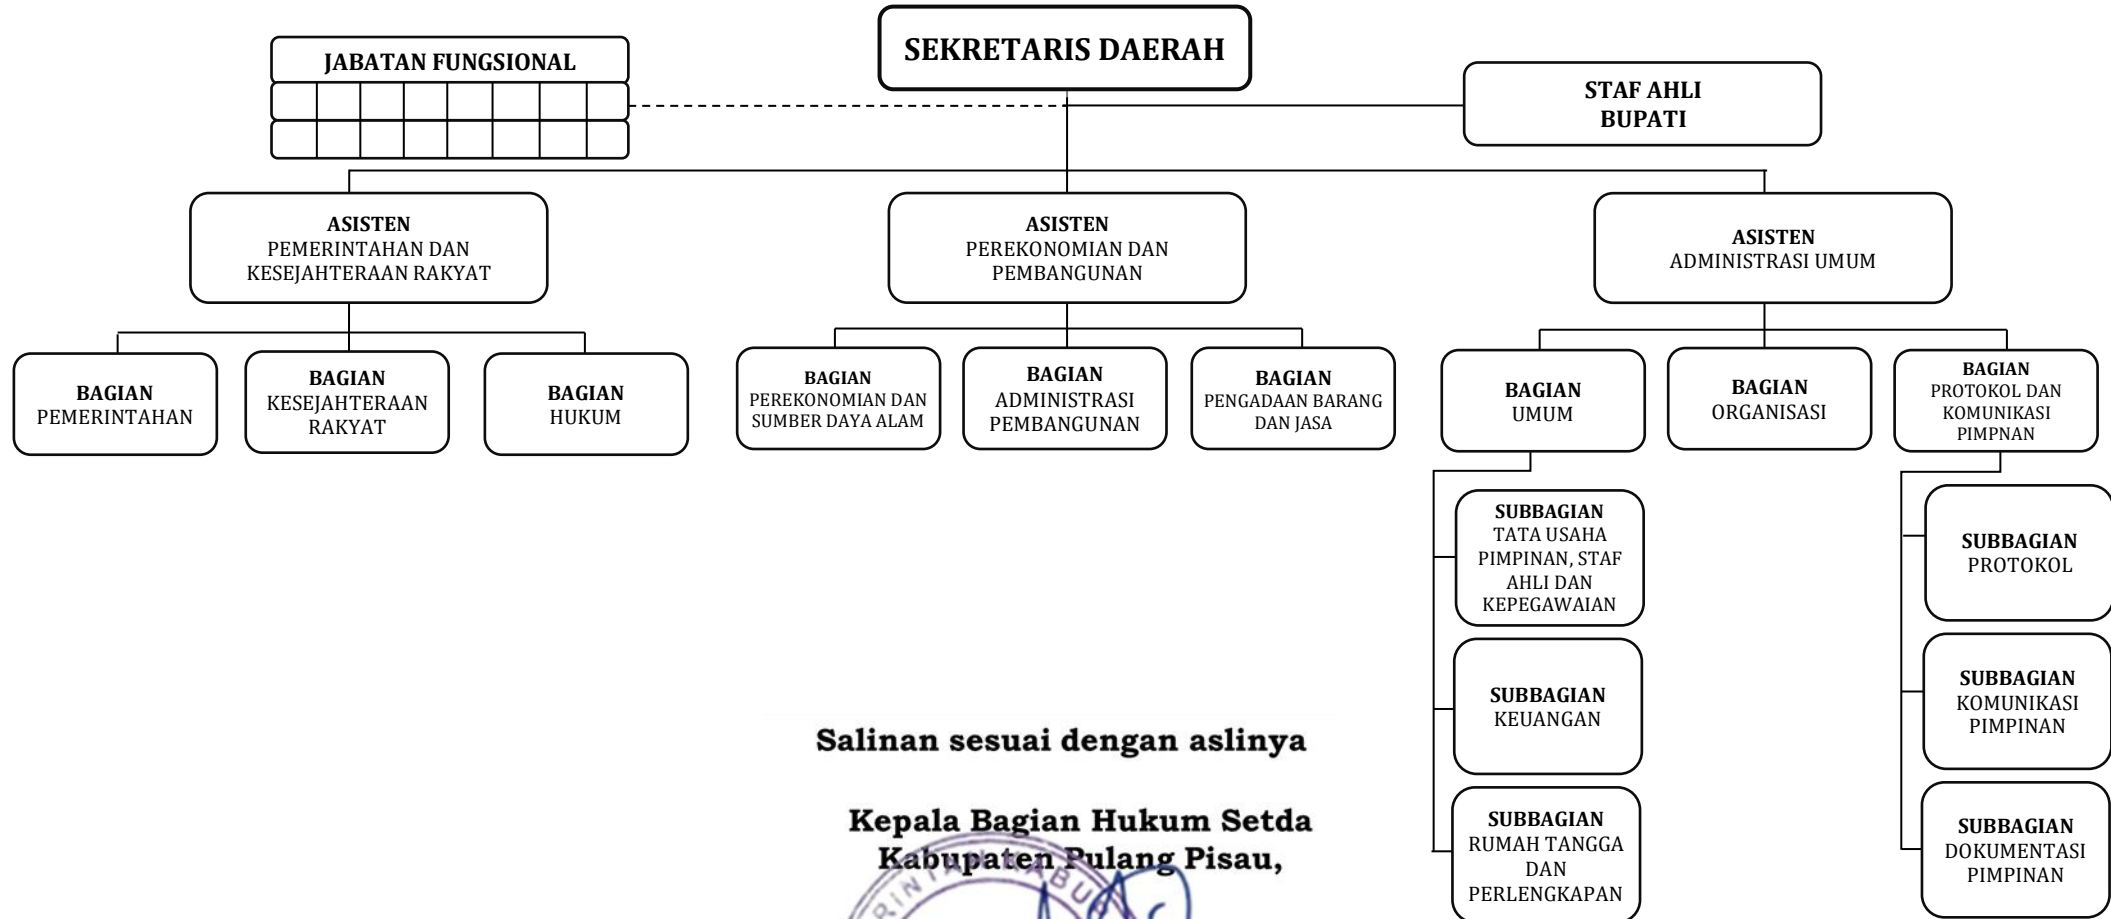 SEKRETARIS DAERAH
JABATAN FUNGSIONAL
STAF AHLI
BUPATI
ASISTEN
PEMERINTAHAN DAN
KESEJAHTERAAN RAKYAT
ASISTEN
PEREKONOMIAN DAN
PEMBANGUNAN
ASISTEN
ADMINISTRASI UMUM
BAGIAN
PEMERINTAHAN
BAGIAN
KESEJAHTERAAN
RAKYAT
BAGIAN
HUKUM
BAGIAN
PEREKONOMIAN DAN
SUMBER DAYA ALAM
BAGIAN
ADMINISTRASI
PEMBANGUNAN
BAGIAN
PENGADAAN BARANG
DAN JASA
BAGIAN
UMUM
BAGIAN
ORGANISASI
BAGIAN
PROTOKOL DAN
KOMUNIKASI
PIMPNAN
SUBBAGIAN
TATA USAHA
PIMPINAN, STAF
AHLI DAN
KEPEGAWAIAN
SUBBAGIAN
KEUANGAN
SUBBAGIAN
RUMAH TANGGA
DAN
PERLENGKAPAN
SUBBAGIAN
PROTOKOL
SUBBAGIAN
KOMUNIKASI
PIMPINAN
SUBBAGIAN
DOKUMENTASI
PIMPINAN
Salinan sesuai dengan aslinya
Kepala Bagian Hukum Setda
Kabupaten Pulang Pisau,